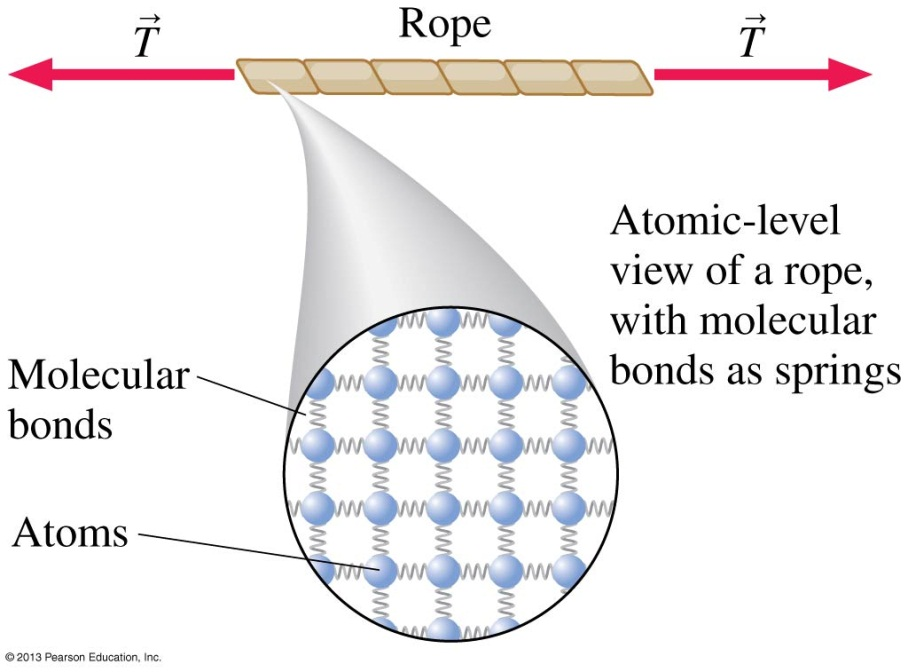 T⃗
Rope
T⃗
Atomic-level
view of a rope,
with molecular
bonds as springs
Molecular
bonds
Atoms
© 2013 Pearson Education, Inc.